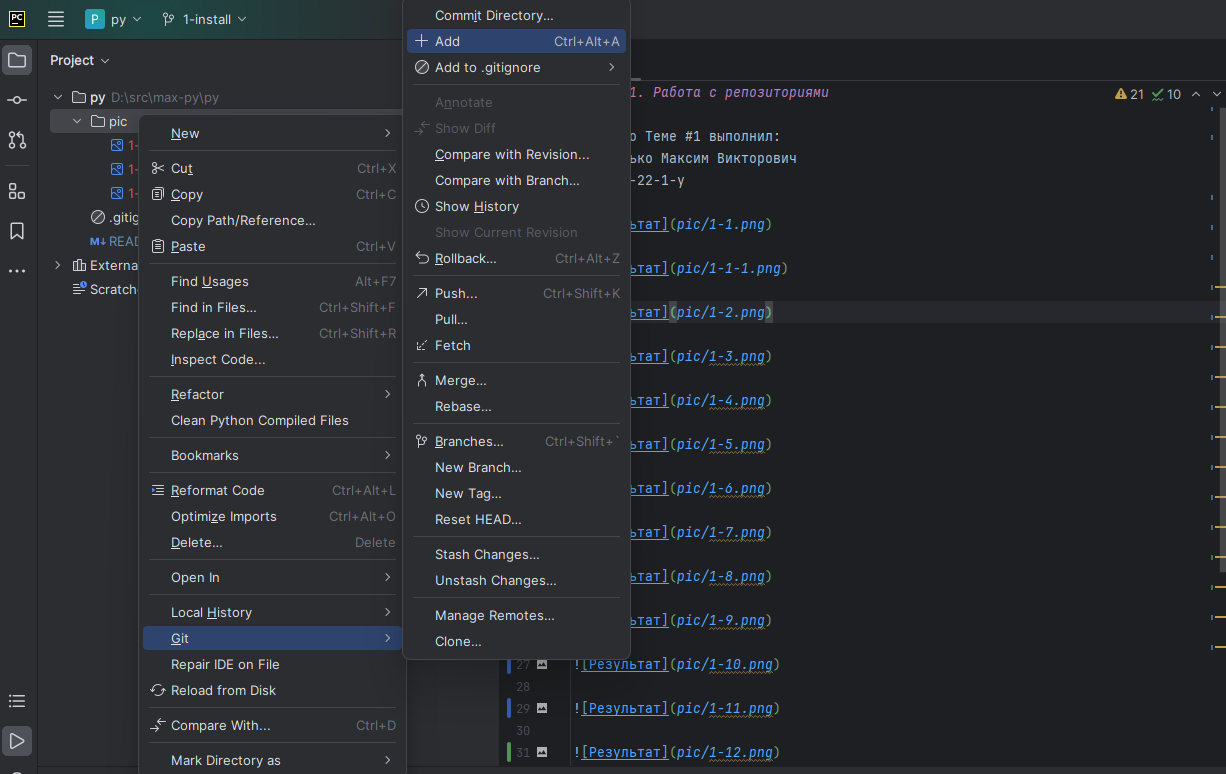 PC
P py 1-install
Project
py D:\src\max-py\py
pic
1-
1-
1-
.gitig
M↓ READ
Externa
Scratch
New
Cut Ctrl+X
Copy Ctrl+C
Copy Path/Reference...
Paste Ctrl+V
Find Usages Alt+F7
Find in Files... Ctrl+Shift+F
Replace in Files... Ctrl+Shift+R
Inspect Code...
Refactor
Clean Python Compiled Files
Bookmarks
Reformat Code Ctrl+Alt+L
Optimize Imports Ctrl+Alt+O
Delete... Delete
Open In
Local History
Git
Repair IDE on File
Reload from Disk
Compare With... Ctrl+D
Mark Directory as
Commit Directory...
Add Ctrl+Alt+A
Add to .gitignore
Annotate
Show Diff
Compare with Revision...
Compare with Branch...
Show History
Show Current Revision
Rollback... Ctrl+Alt+Z
Push... Ctrl+Shift+K
Pull...
Fetch
Merge...
Rebase...
Branches... Ctrl+Shift+`
New Branch...
New Tag...
Reset HEAD...
Stash Changes...
Unstash Changes...
Manage Remotes...
Clone...
21 10
1. Работа с репозиториями
о Теме #1 выполнил:
ько Максим Викторович
-22-1-у
ьтат](pic/1-1.png)
ьтат](pic/1-1-1.png)
ьтат](pic/1-2.png)
ьтат](pic/1-3.png)
ьтат](pic/1-4.png)
ьтат](pic/1-5.png)
ьтат](pic/1-6.png)
ьтат](pic/1-7.png)
ьтат](pic/1-8.png)
ьтат](pic/1-9.png)
27 ![Результат](pic/1-10.png)
28
29 ![Результат](pic/1-11.png)
30
31 ![Результат](pic/1-12.png)